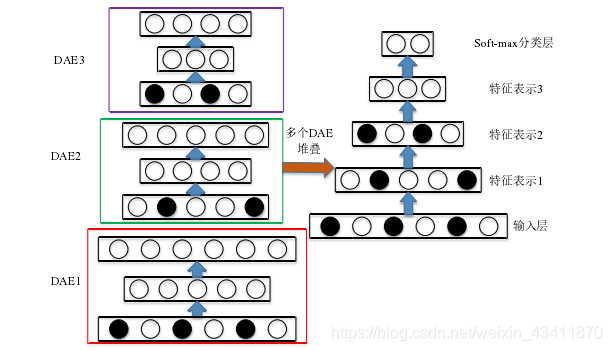 DAE3
DAE2
DAE1
多个DAE
堆叠
Soft-max分类层
特征表示3
特征表示2
特征表示1
输入层
https://blog.csdn.net/weixin_43411870